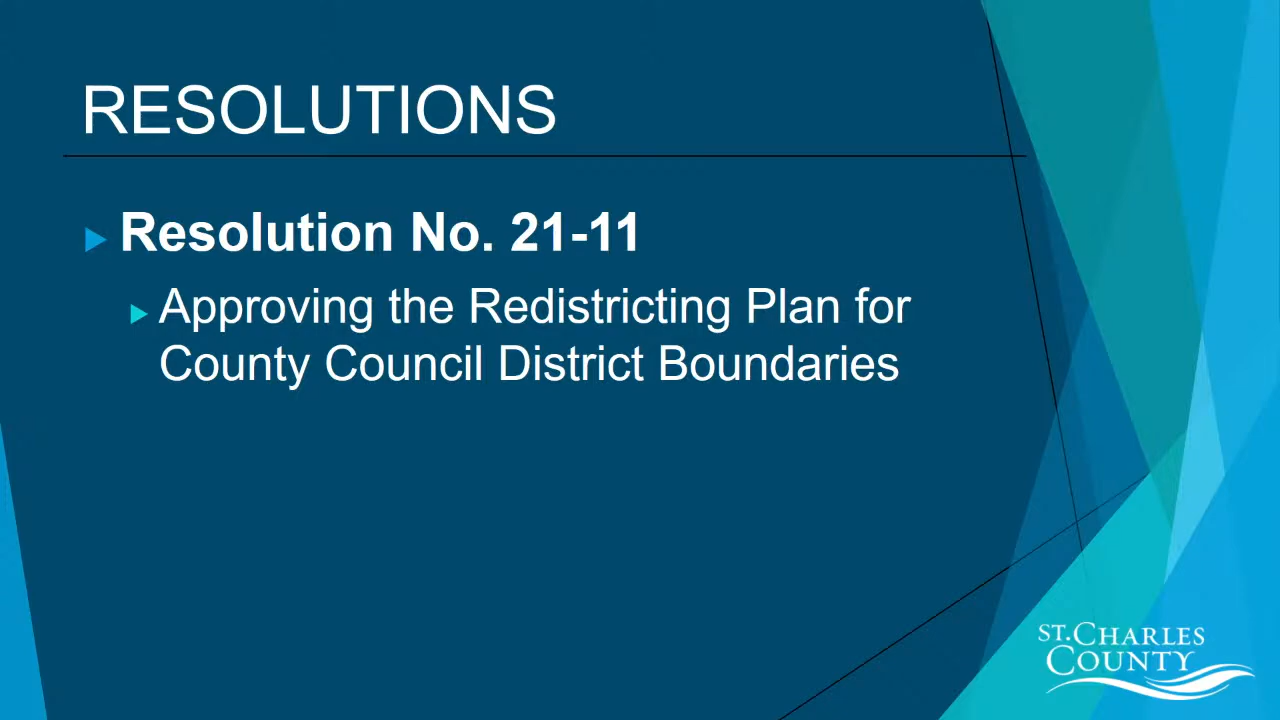 RESOLUTIONS
Resolution No. 21-11
Approving the Redistricting Plan for
County Council District Boundaries
ST. CHARLES
COUNTY